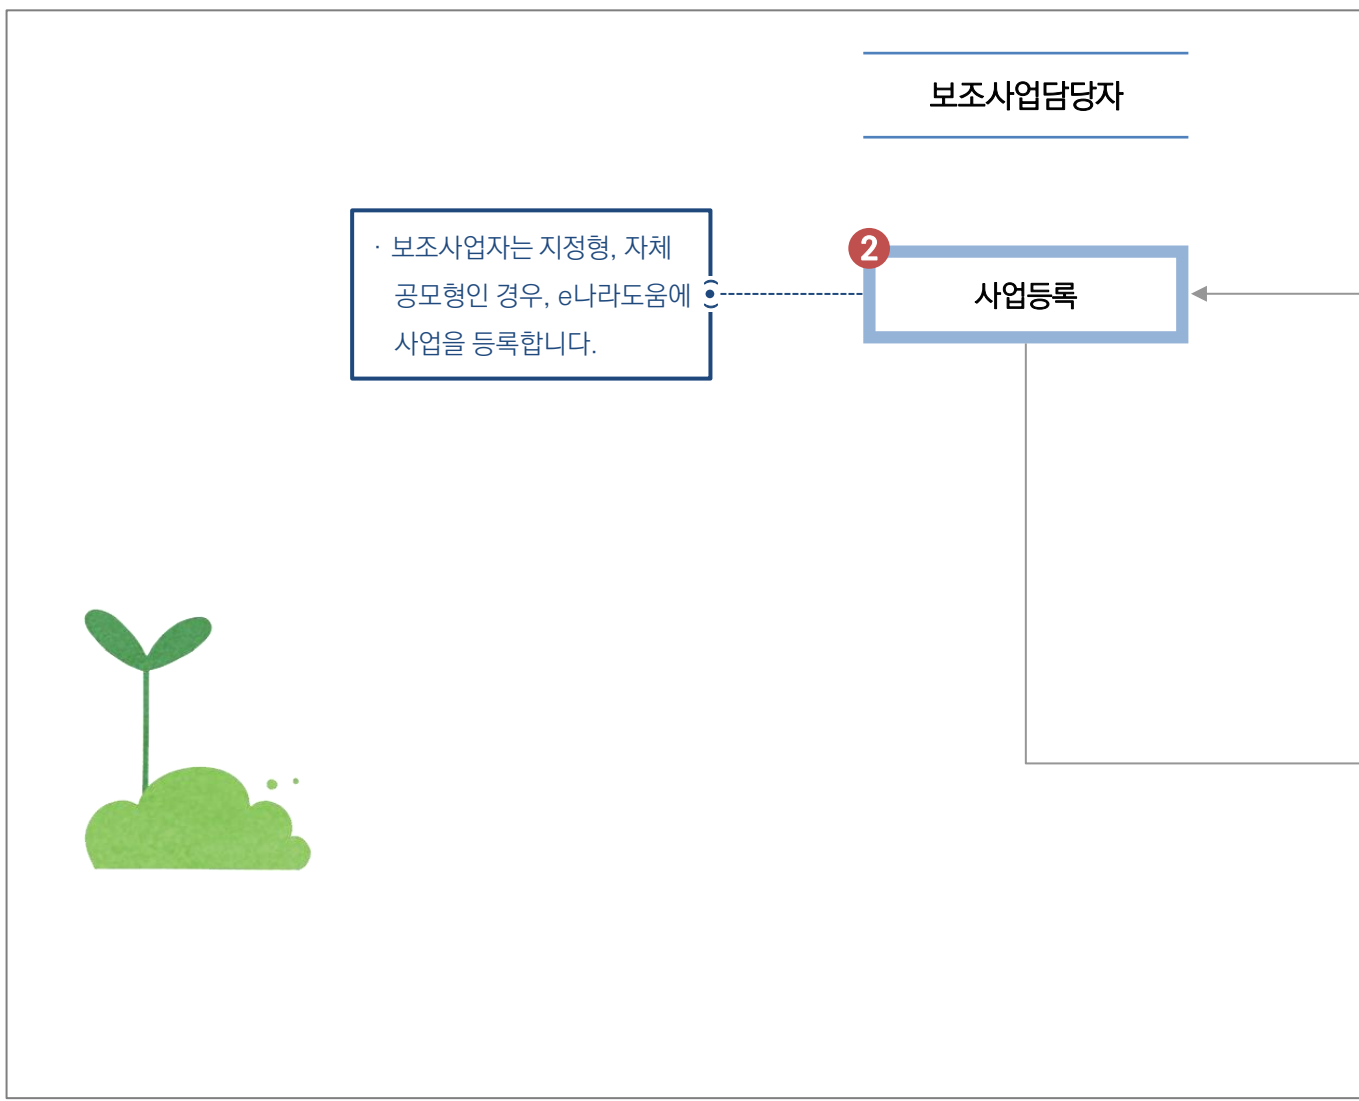 보조사업담당자
· 보조사업자는 지정형, 자체
공모형인 경우, e나라도움에
사업을 등록합니다.
2
사업등록